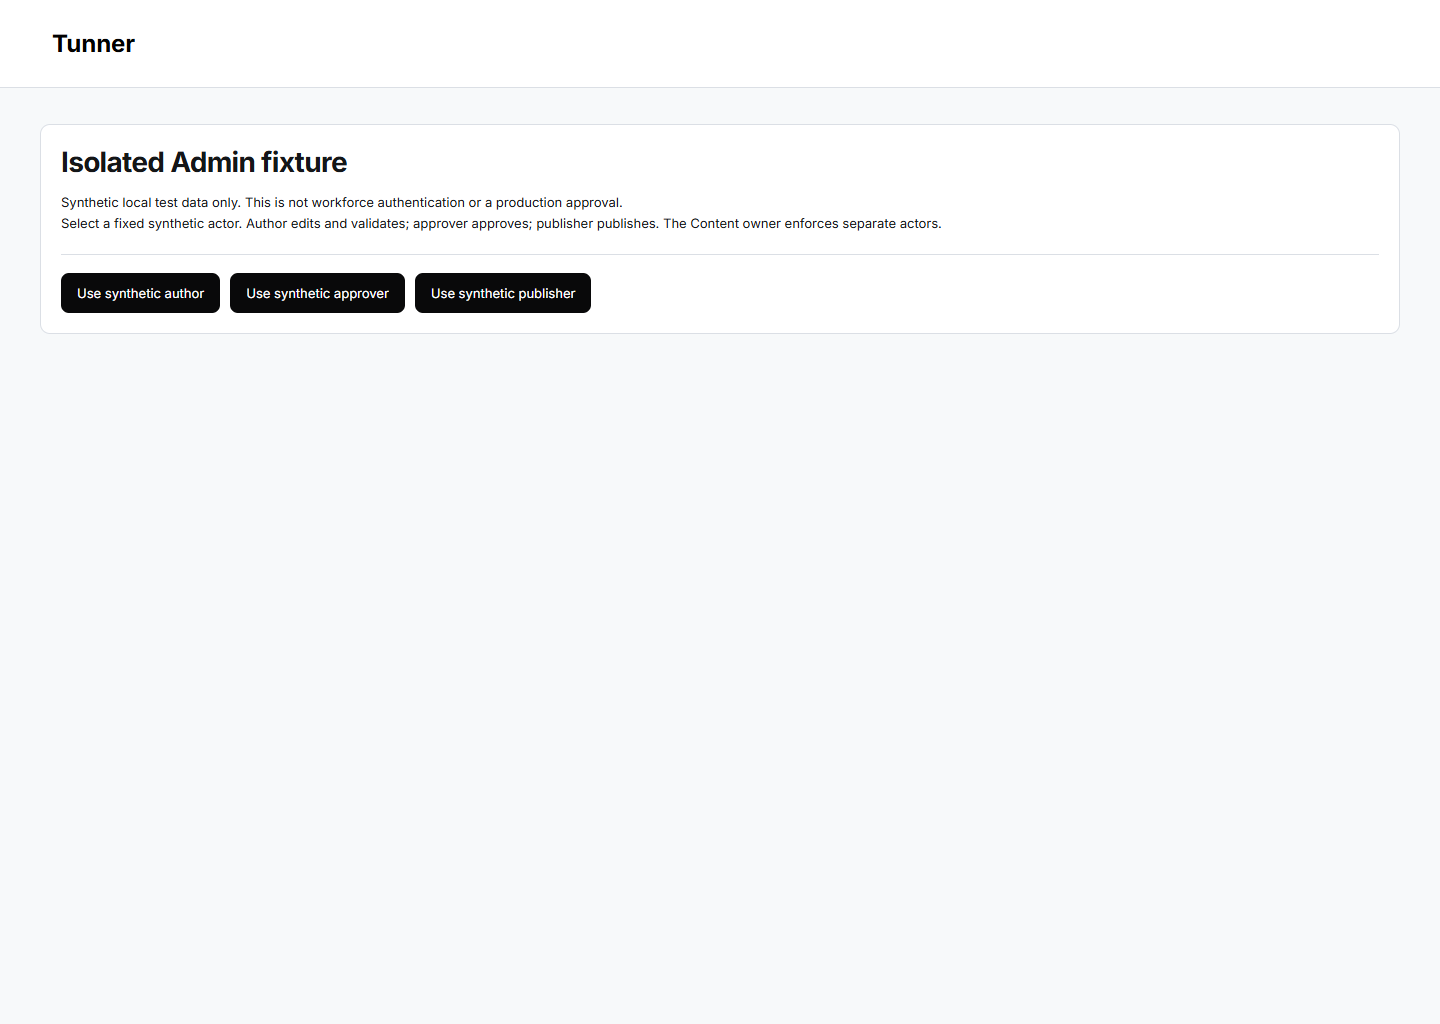 Tunner
Isolated Admin fixture
Synthetic local test data only. This is not workforce authentication or a production approval.
Select a fixed synthetic actor. Author edits and validates; approver approves; publisher publishes. The Content owner enforces separate actors.
Use synthetic author
Use synthetic approver
Use synthetic publisher